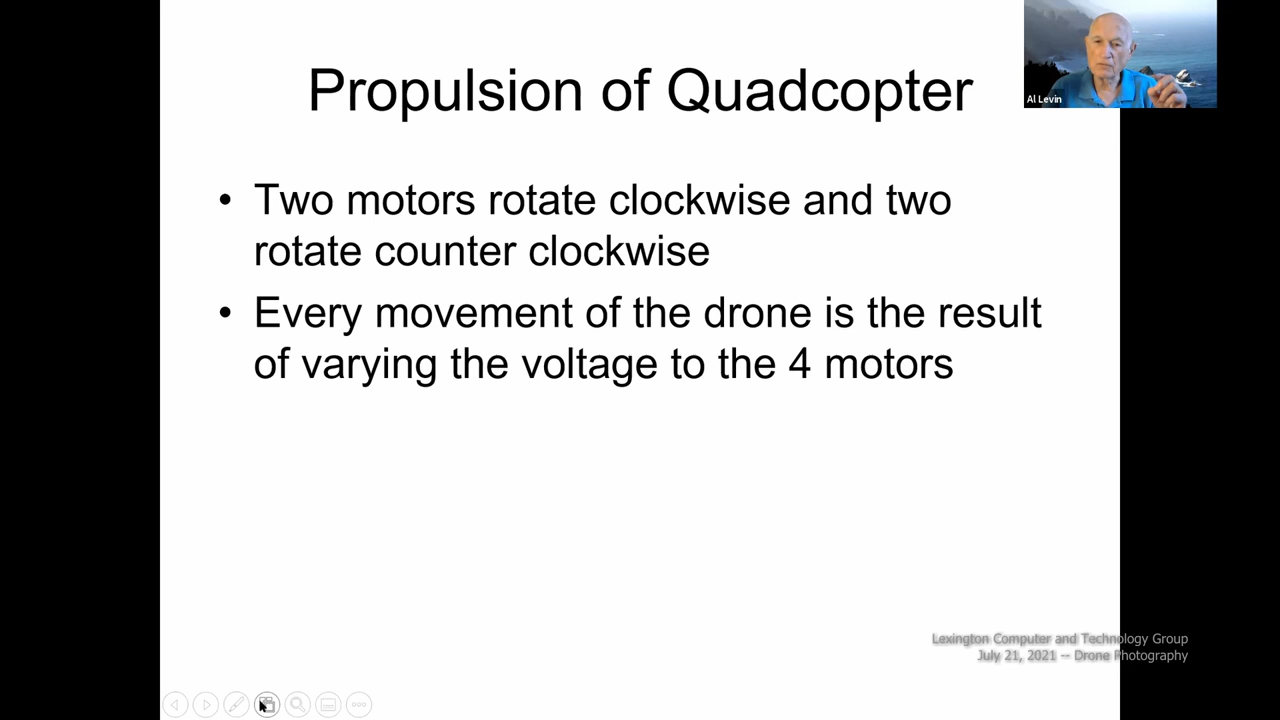 Propulsion of Quadcopter
Al Levin
• Two motors rotate clockwise and two
rotate counter clockwise
• Every movement of the drone is the result
of varying the voltage to the 4 motors
Lexington Computer and Technology Group
July 21, 2021 -- Drone Photography